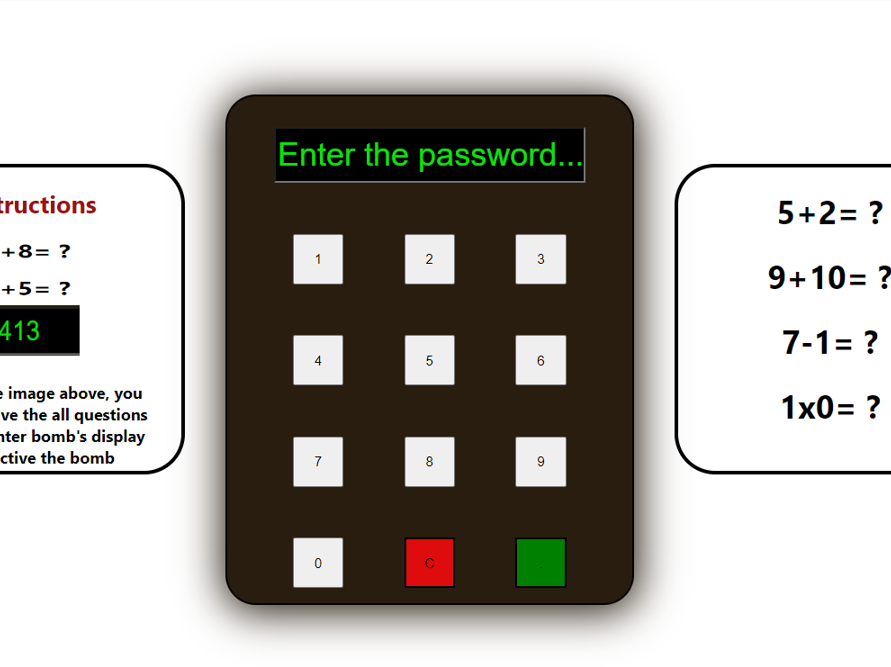 tructions
+8= ?
+5= ?
413
e image above, you
ve the all questions
nter bomb's display
ctive the bomb
Enter the password...
1 2 3
4 5 6
7 8 9
0 C .
5+2= ?
9+10= ?
7-1= ?
1x0= ?